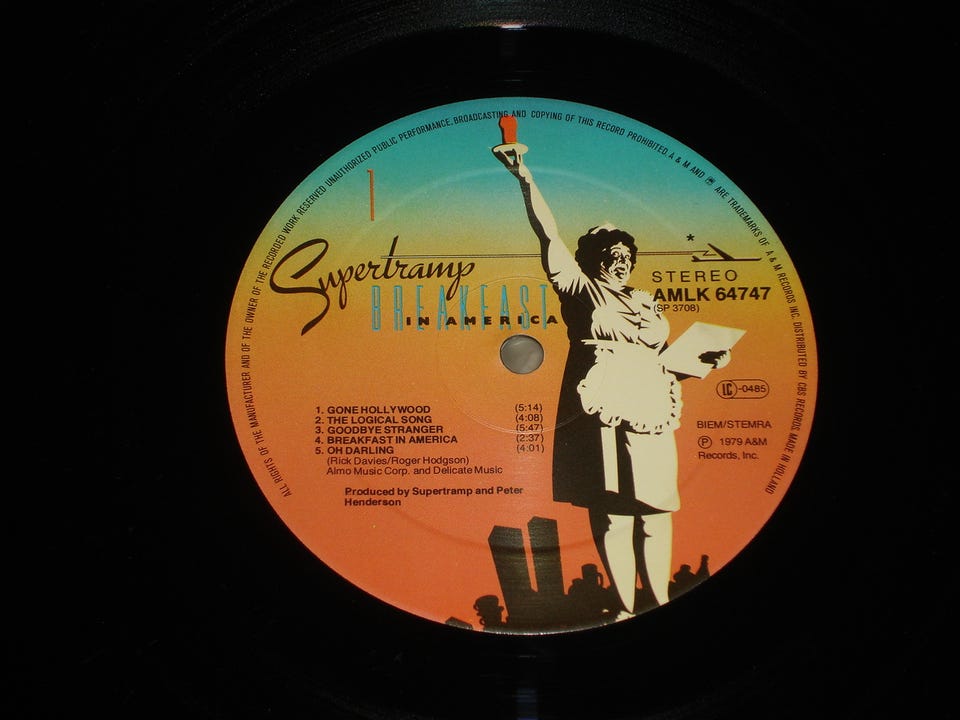 ALL RIGHTS OF THE MANUFACTURER AND OF THE OWNER OF THE RECORDED WORK RESERVED UNAUTHORIZED PUBLIC PERFORMANCE, BROADCASTING AND COPYING OF THIS RECORD PROHIBITED. A & M AND ARE TRADEMARKS OF A & M RECORDS INC. DISTRIBUTED BY CBS RECORDS. MADE IN HOLLAND
1
Supertramp
BREAKFAST
IN AMERICA
STEREO
AMLK 64747
(SP 3708)
LC-0485
BIEM/STEMRA
℗ 1979 A&M
Records, Inc.
1. GONE HOLLYWOOD (5:14)
2. THE LOGICAL SONG (4:08)
3. GOODBYE STRANGER (5:47)
4. BREAKFAST IN AMERICA (2:37)
5. OH DARLING (4:01)
(Rick Davies/Roger Hodgson)
Almo Music Corp. and Delicate Music
Produced by Supertramp and Peter
Henderson